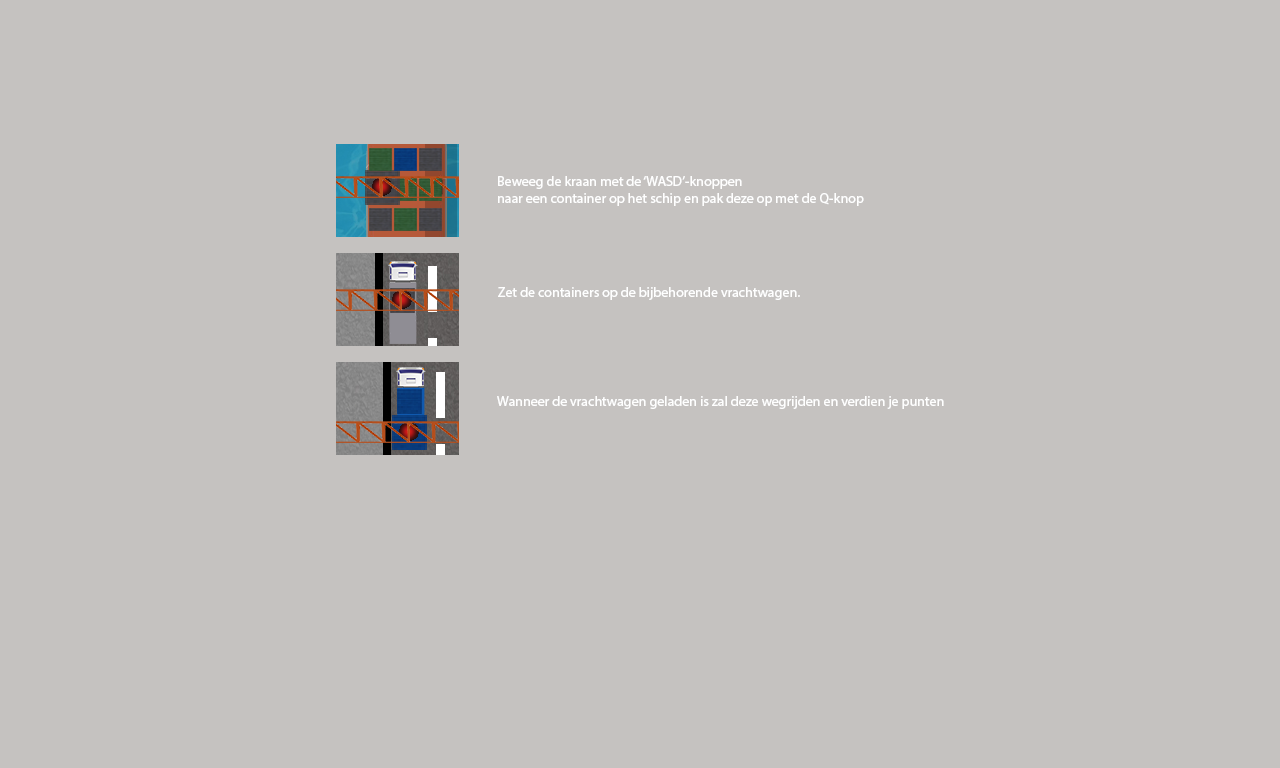 Beweeg de kraan met de 'WASD'-knoppen
naar een container op het schip en pak deze op met de Q-knop
Zet de containers op de bijbehorende vrachtwagen.
Wanneer de vrachtwagen geladen is zal deze wegrijden en verdien je punten